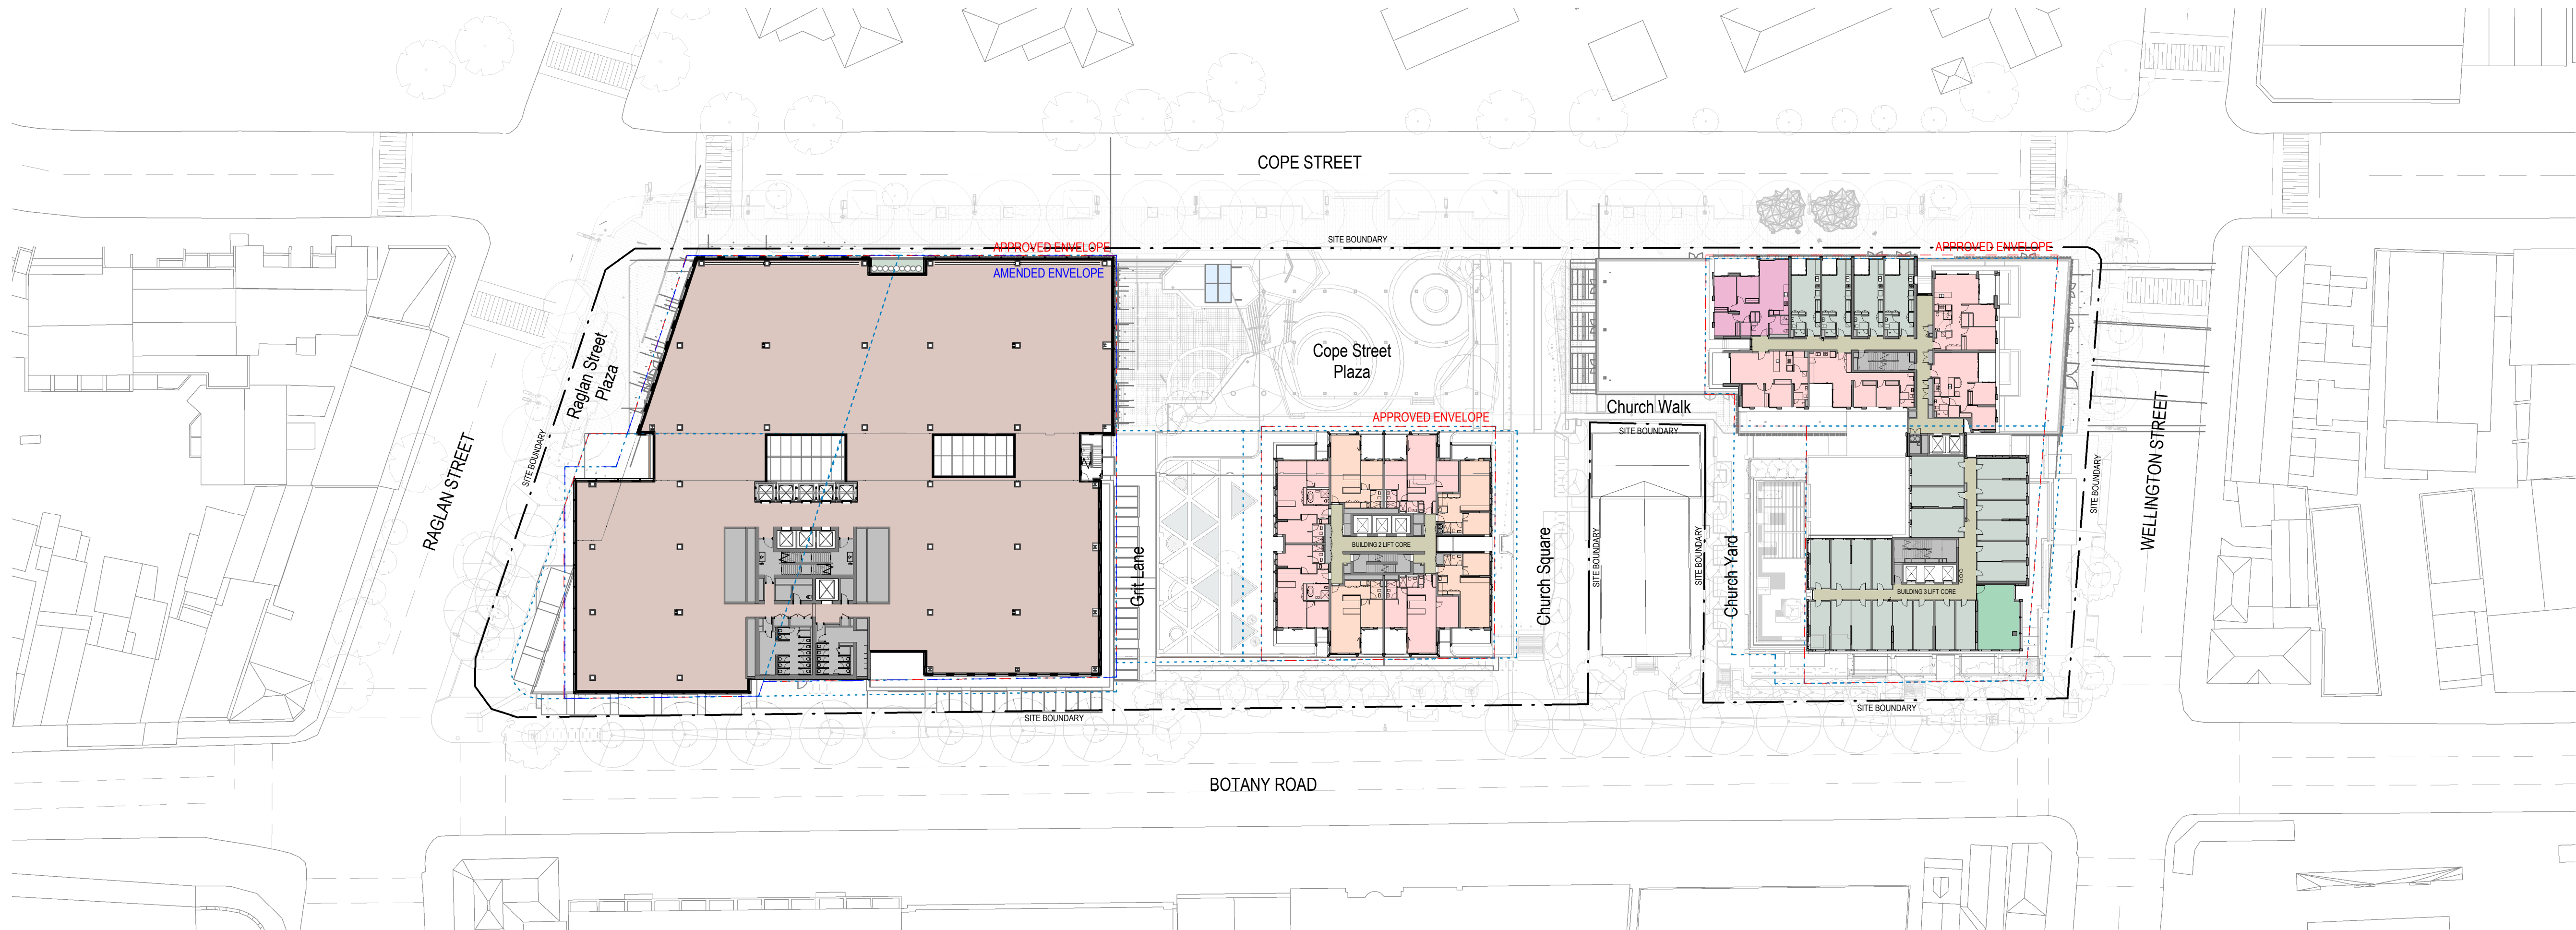 COPE STREET
SITE BOUNDARY
APPROVED ENVELOPE
APPROVED ENVELOPE
AMENDED ENVELOPE
Raglan Street
Plaza
Cope Street
Plaza
Church Walk
APPROVED ENVELOPE
SITE BOUNDARY
RAGLAN STREET
SITE BOUNDARY
WELLINGTON STREET
SITE BOUNDARY
BUILDING 2 LIFT CORE
Grit Lane
Church Square
SITE BOUNDARY
SITE BOUNDARY
Church Yard
BUILDING 3 LIFT CORE
SITE BOUNDARY
SITE BOUNDARY
BOTANY ROAD